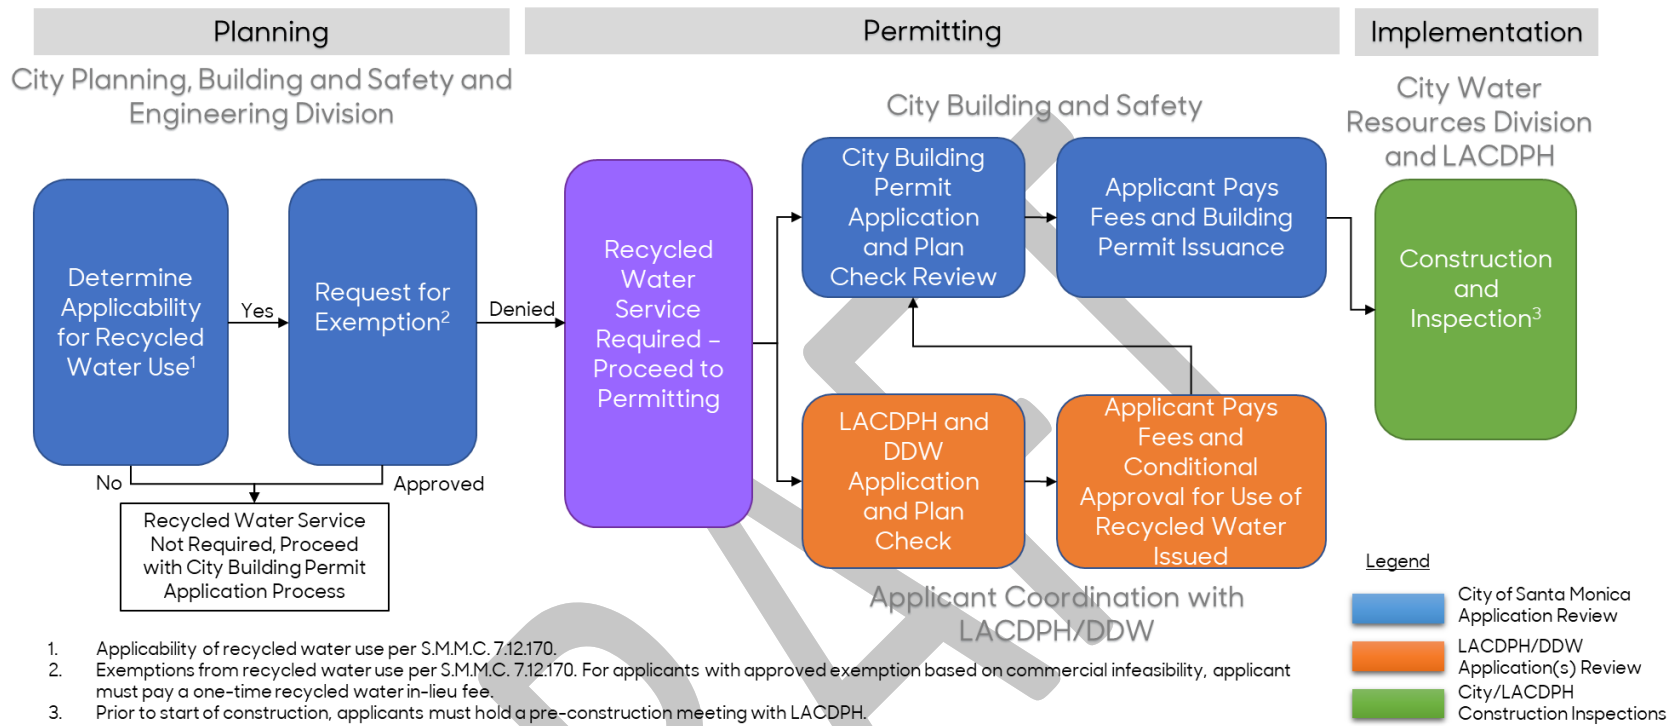 Planning
Permitting
Implementation
City Planning, Building and Safety and
Engineering Division
City Building and Safety
City Water
Resources Division
and LACDPH
Determine
Applicability
for Recycled
Water Use1
Yes
Request for
Exemption2
Denied
No
Approved
Recycled Water Service
Not Required, Proceed
with City Building Permit
Application Process
Recycled
Water
Service
Required –
Proceed to
Permitting
City Building
Permit
Application
and Plan
Check Review
Applicant Pays
Fees and Building
Permit Issuance
LACDPH and
DDW
Application
and Plan
Check
Applicant Pays
Fees and
Conditional
Approval for Use of
Recycled Water
Issued
Applicant Coordination with
LACDPH/DDW
Construction
and
Inspection3
Legend
City of Santa Monica
Application Review
LACDPH/DDW
Application(s) Review
City/LACDPH
Construction Inspections
1. Applicability of recycled water use per S.M.M.C. 7.12.170.
2. Exemptions from recycled water use per S.M.M.C. 7.12.170. For applicants with approved exemption based on commercial infeasibility, applicant
must pay a one-time recycled water in-lieu fee.
3. Prior to start of construction, applicants must hold a pre-construction meeting with LACDPH.
DRAFT